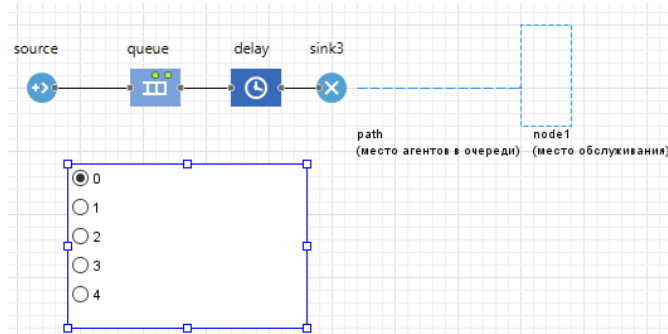 source queue delay sink3
path node1
(место агентов в очереди) (место обслуживания)
0
1
2
3
4